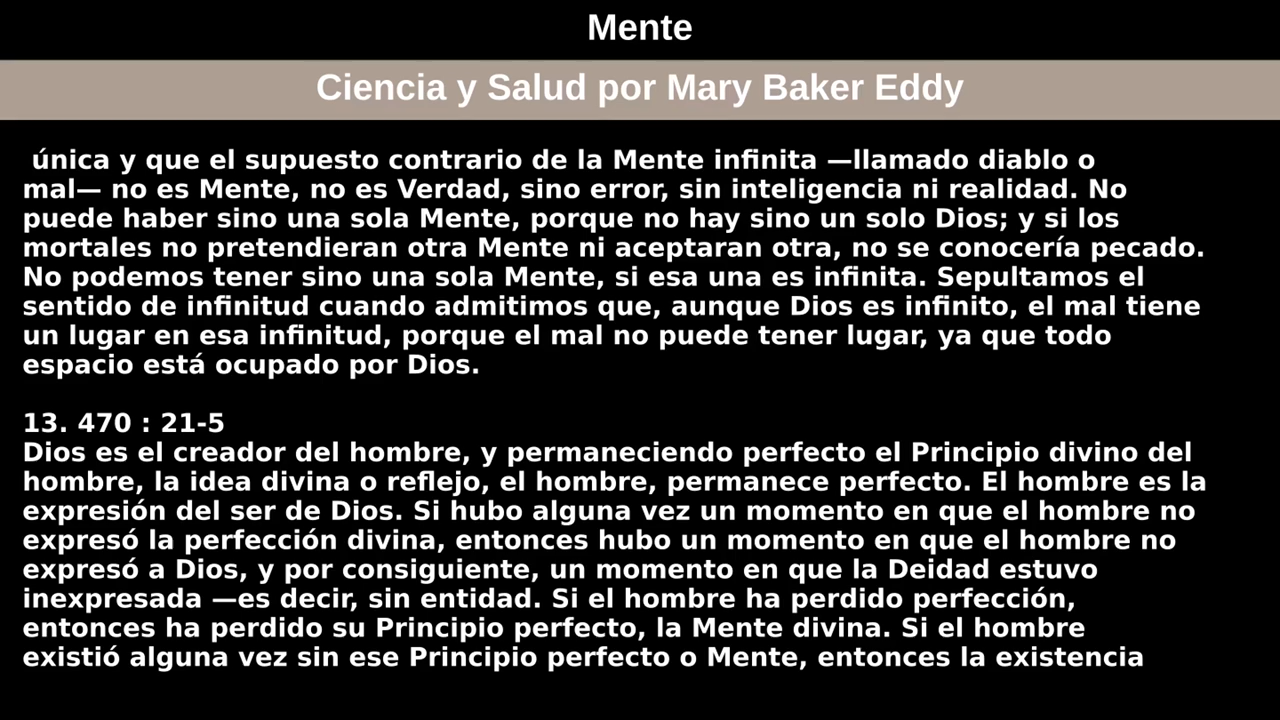 Mente
Ciencia y Salud por Mary Baker Eddy
única y que el supuesto contrario de la Mente infinita —llamado diablo o
mal— no es Mente, no es Verdad, sino error, sin inteligencia ni realidad. No
puede haber sino una sola Mente, porque no hay sino un solo Dios; y si los
mortales no pretendieran otra Mente ni aceptaran otra, no se conocería pecado.
No podemos tener sino una sola Mente, si esa una es infinita. Sepultamos el
sentido de infinitud cuando admitimos que, aunque Dios es infinito, el mal tiene
un lugar en esa infinitud, porque el mal no puede tener lugar, ya que todo
espacio está ocupado por Dios.
13. 470 : 21-5
Dios es el creador del hombre, y permaneciendo perfecto el Principio divino del
hombre, la idea divina o reflejo, el hombre, permanece perfecto. El hombre es la
expresión del ser de Dios. Si hubo alguna vez un momento en que el hombre no
expresó la perfección divina, entonces hubo un momento en que el hombre no
expresó a Dios, y por consiguiente, un momento en que la Deidad estuvo
inexpresada —es decir, sin entidad. Si el hombre ha perdido perfección,
entonces ha perdido su Principio perfecto, la Mente divina. Si el hombre
existió alguna vez sin ese Principio perfecto o Mente, entonces la existencia